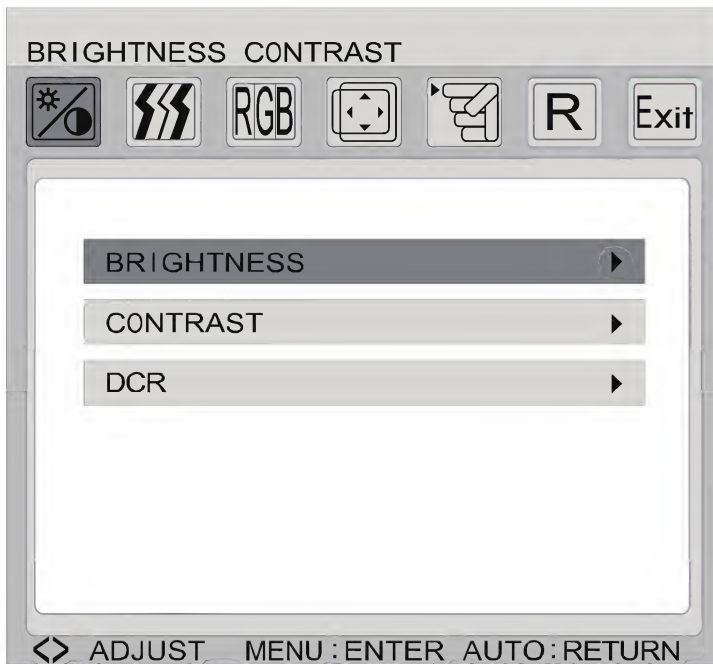 BRIGHTNESS CONTRAST
RGB R Exit
BRIGHTNESS
CONTRAST
DCR
<> ADJUST MENU:ENTER AUTO:RETURN